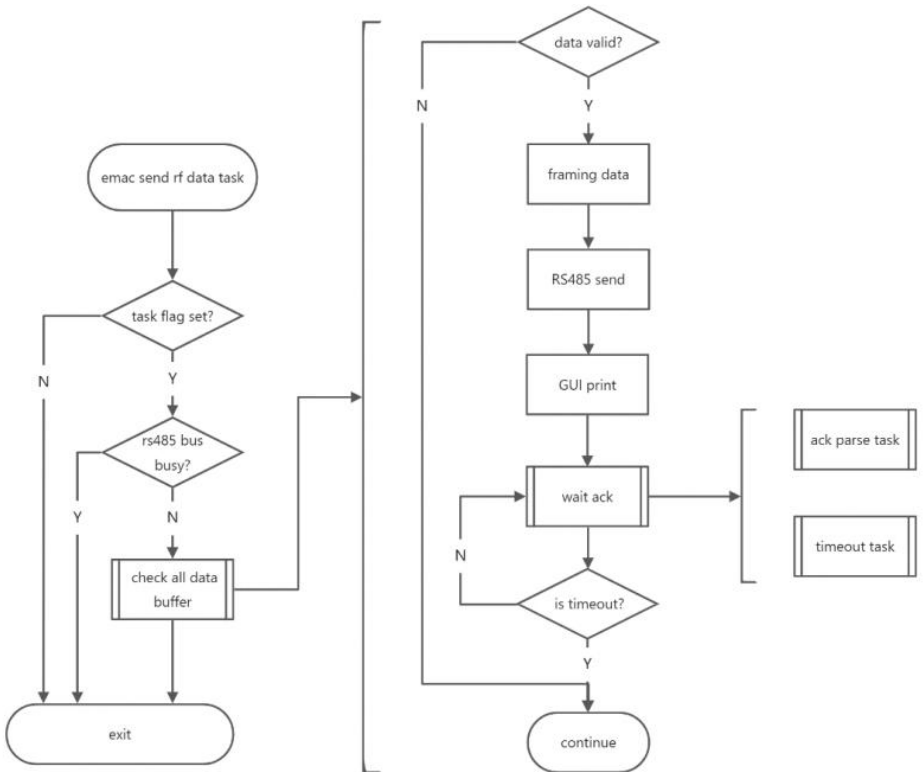 emac send rf data task
task flag set?
N
Y
rs485 bus
busy?
Y
N
check all data
buffer
exit
data valid?
N
Y
framing data
RS485 send
GUI print
wait ack
N
is timeout?
Y
continue
ack parse task
timeout task